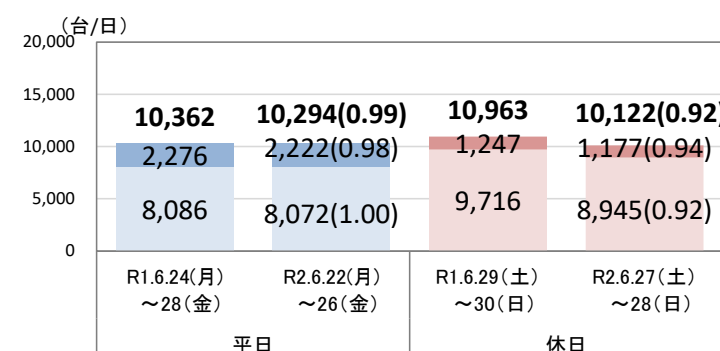 （台/日）
20,000
15,000
10,000
5,000
0
10,362
10,294(0.99)
10,963
10,122(0.92)
2,276
2,222(0.98)
1,247
1,177(0.94)
8,086
8,072(1.00)
9,716
8,945(0.92)
R1.6.24(月)
～28(金)
R2.6.22(月)
～26(金)
R1.6.29(土)
～30(日)
R2.6.27(土)
～28(日)
平日
休日